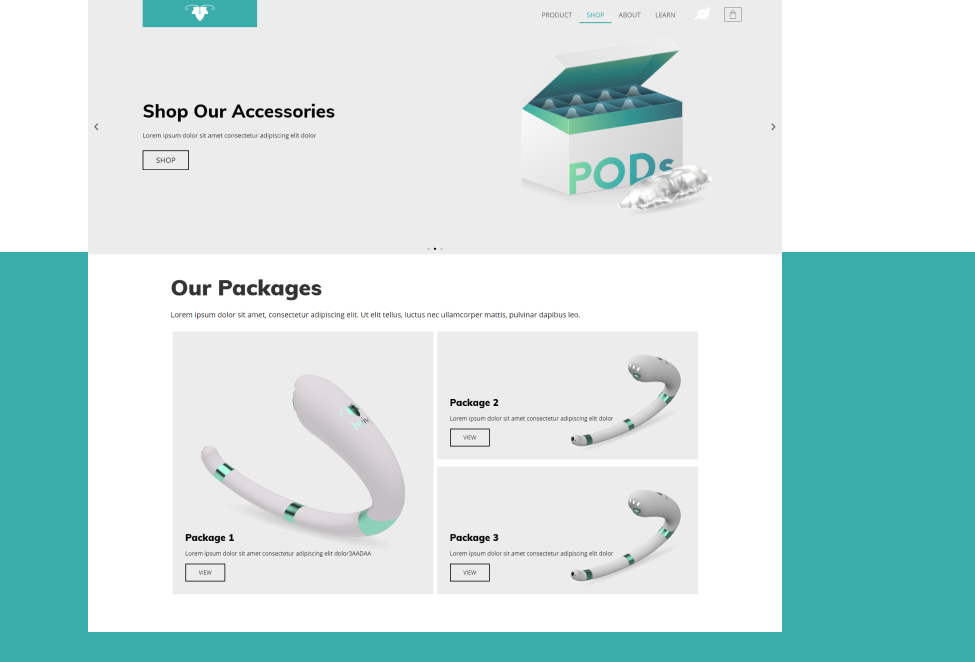 PRODUCT SHOP ABOUT LEARN
Shop Our Accessories
Lorem ipsum dolor sit amet consectetur adipiscing elit dolor
SHOP
PODs
Our Packages
Lorem ipsum dolor sit amet, consectetur adipiscing elit. Ut elit tellus, luctus nec ullamcorper mattis, pulvinar dapibus leo.
Package 1
Lorem ipsum dolor sit amet consectetur adipiscing elit dolor3AADAA
VIEW
Package 2
Lorem ipsum dolor sit amet consectetur adipiscing elit dolor
VIEW
Package 3
Lorem ipsum dolor sit amet consectetur adipiscing elit dolor
VIEW